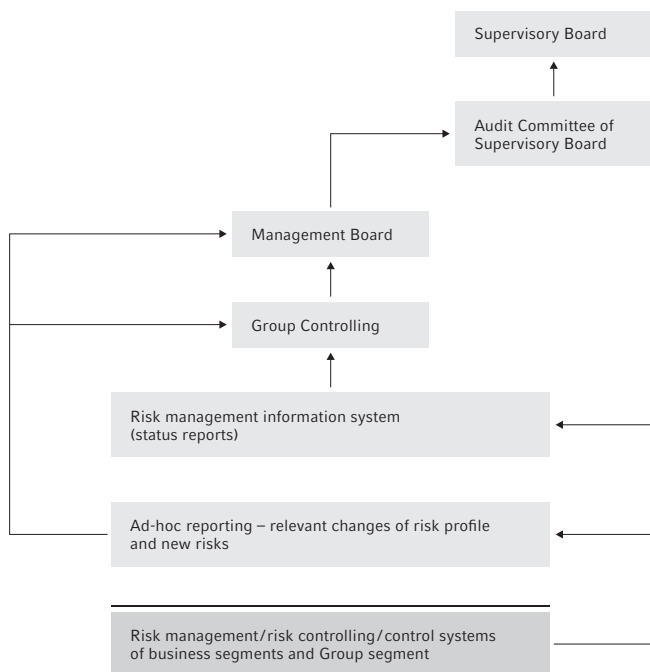 Supervisory Board
Audit Committee of
Supervisory Board
Management Board
Group Controlling
Risk management information system
(status reports)
Ad-hoc reporting – relevant changes of risk profile
and new risks
Risk management/risk controlling/control systems
of business segments and Group segment